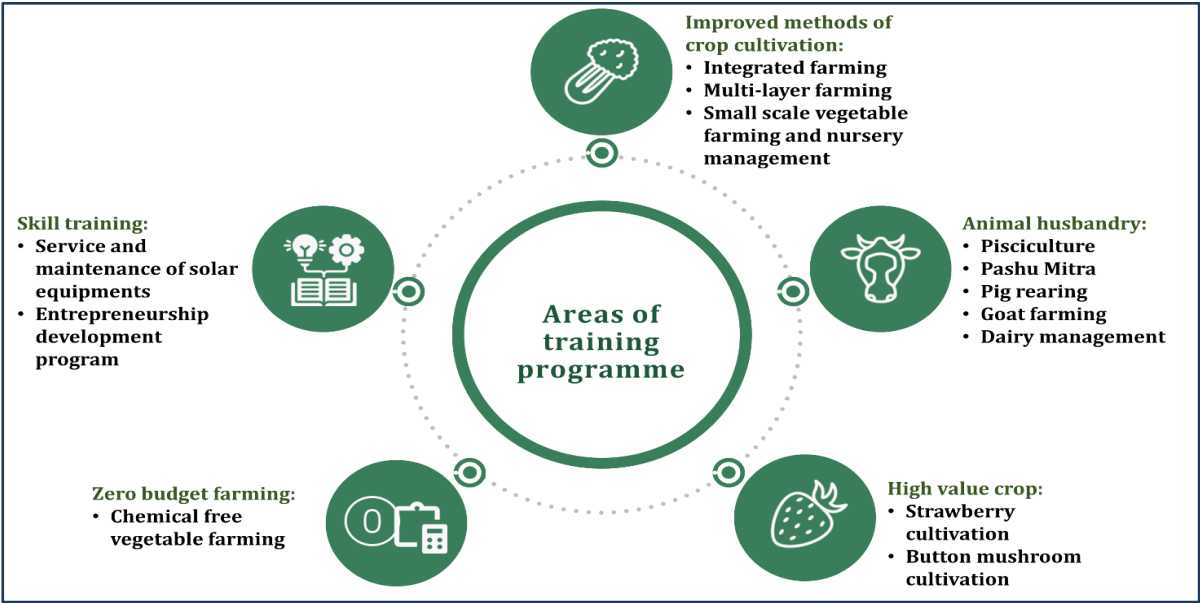 Improved methods of
crop cultivation:
• Integrated farming
• Multi-layer farming
• Small scale vegetable
farming and nursery
management
Skill training:
• Service and
maintenance of solar
equipments
• Entrepreneurship
development
program
Animal husbandry:
• Pisciculture
• Pashu Mitra
• Pig rearing
• Goat farming
• Dairy management
Areas of
training
programme
Zero budget farming:
• Chemical free
vegetable farming
0
High value crop:
• Strawberry
cultivation
• Button mushroom
cultivation